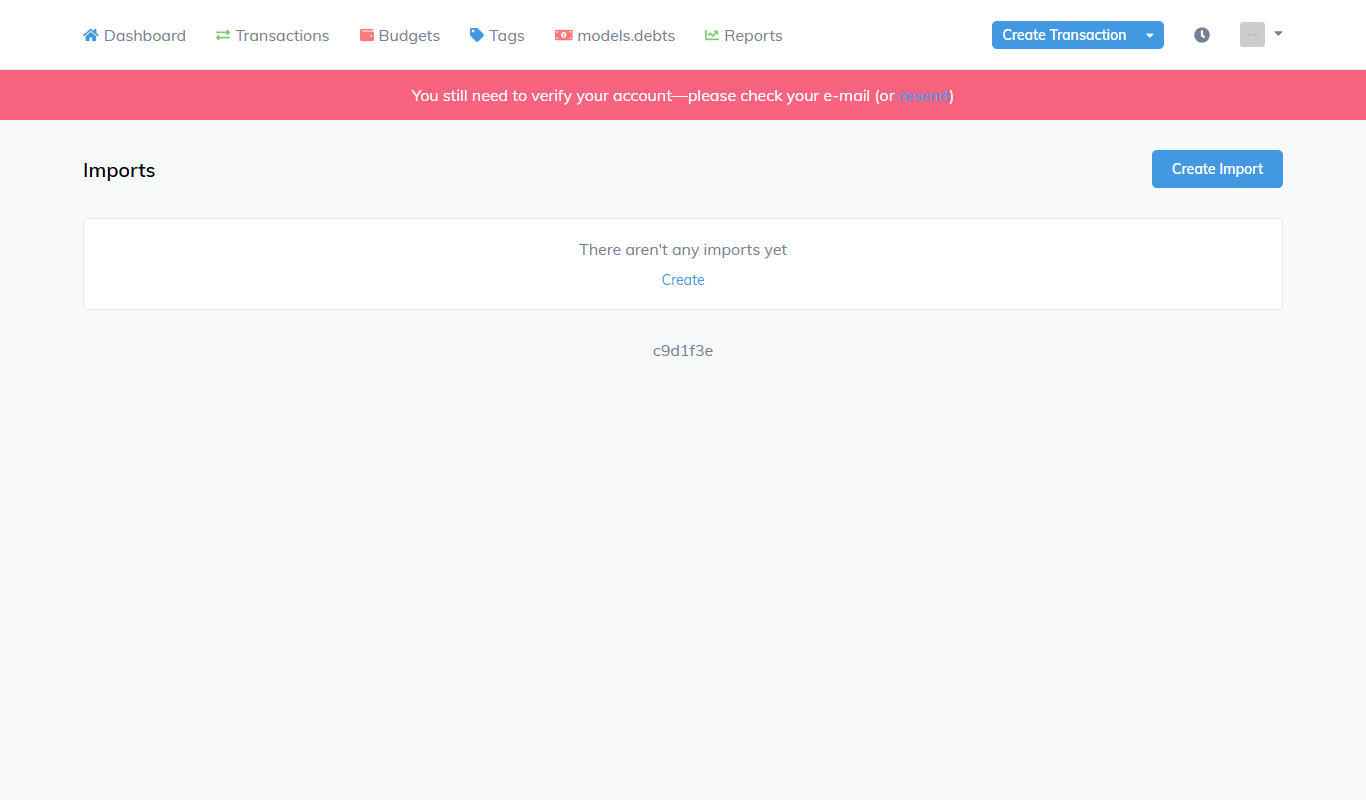 Dashboard Transactions Budgets Tags models.debts Reports Create Transaction
You still need to verify your account—please check your e-mail (or resend)
Imports Create Import
There aren't any imports yet
Create
c9d1f3e